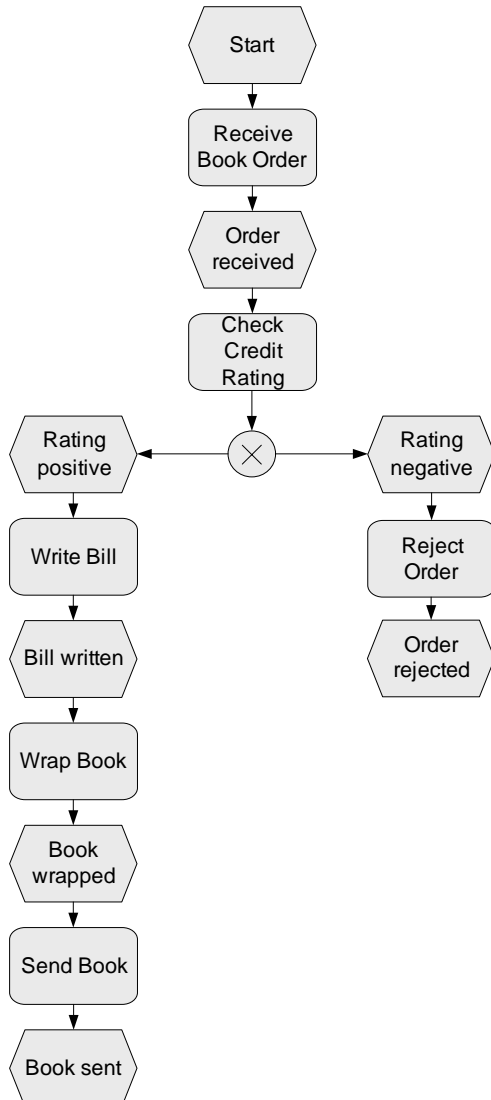 Start
Receive
Book Order
Order
received
Check
Credit
Rating
Rating
positive
Rating
negative
Write Bill
Reject
Order
Bill written
Order
rejected
Wrap Book
Book
wrapped
Send Book
Book sent